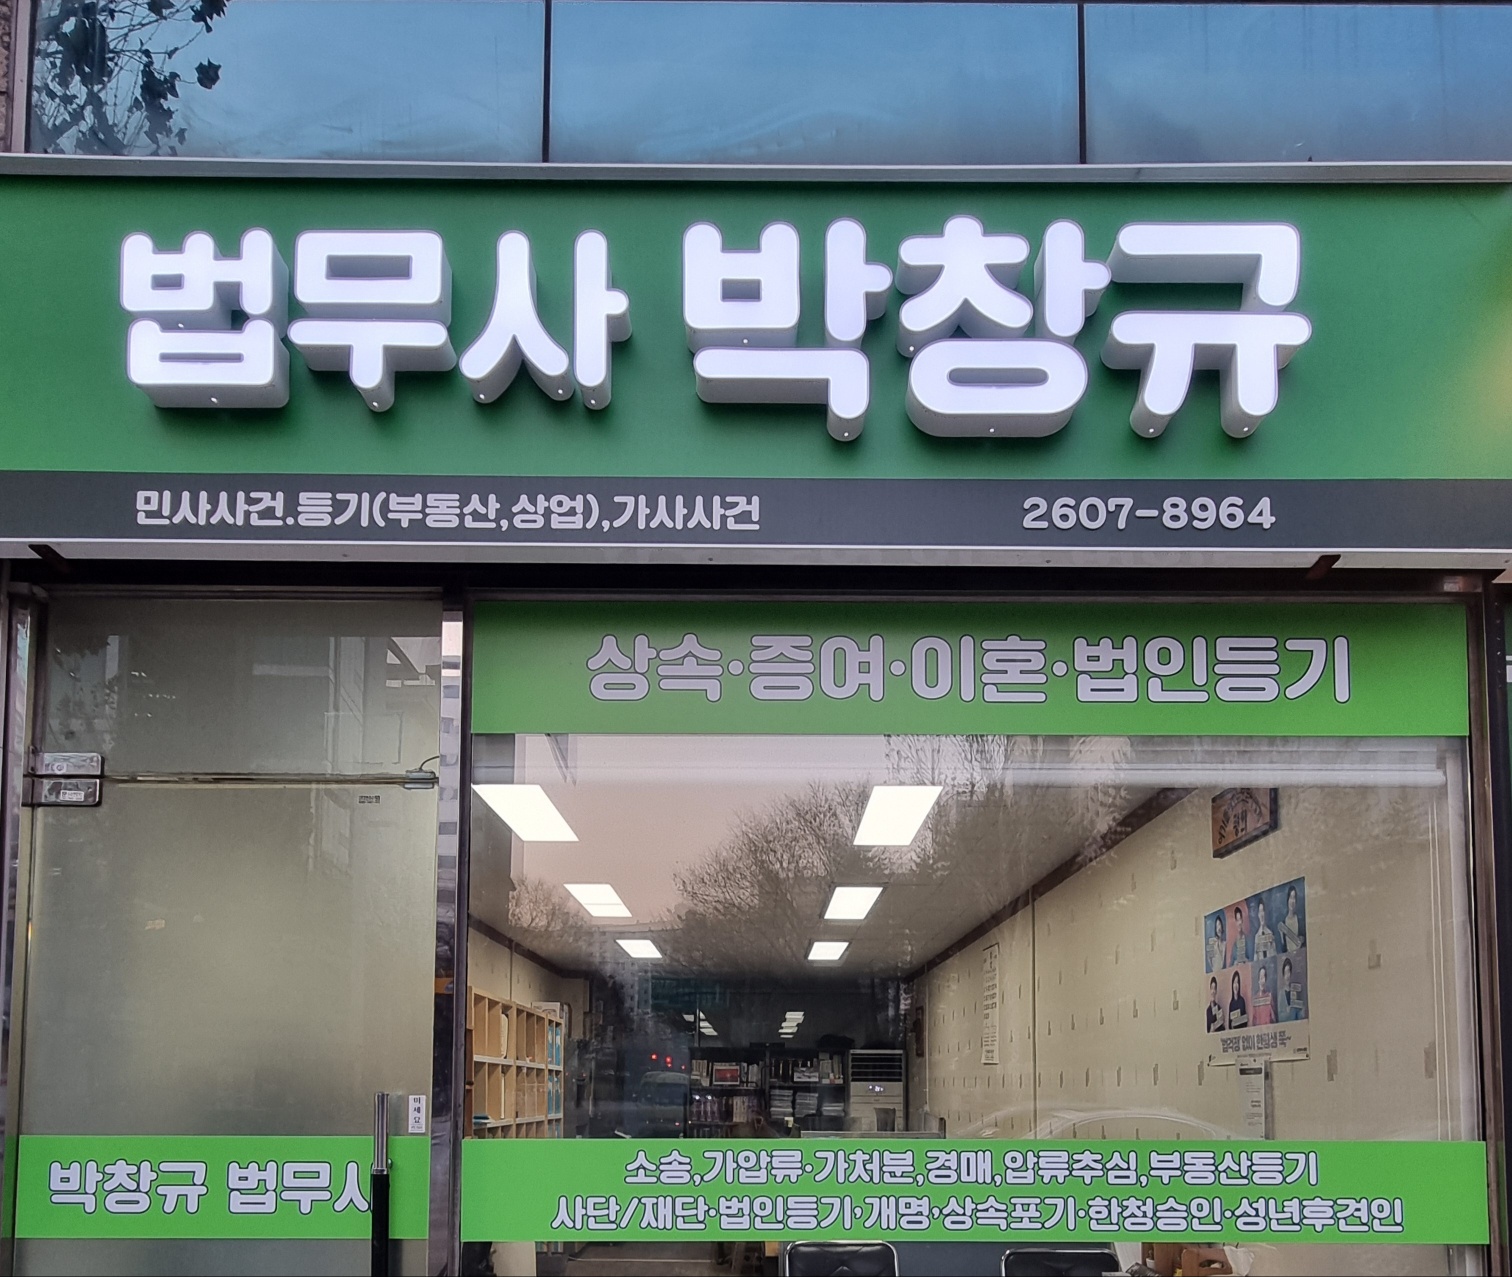 법무사 박창규
민사사건.등기(부동산,상업),가사사건 2607-8964
상속·증여·이혼·법인등기
미세요
박창규 법무사
소송,가압류·가처분,경매,압류추심,부동산등기
사단/재단·법인등기·개명·상속포기·한정승인·성년후견인